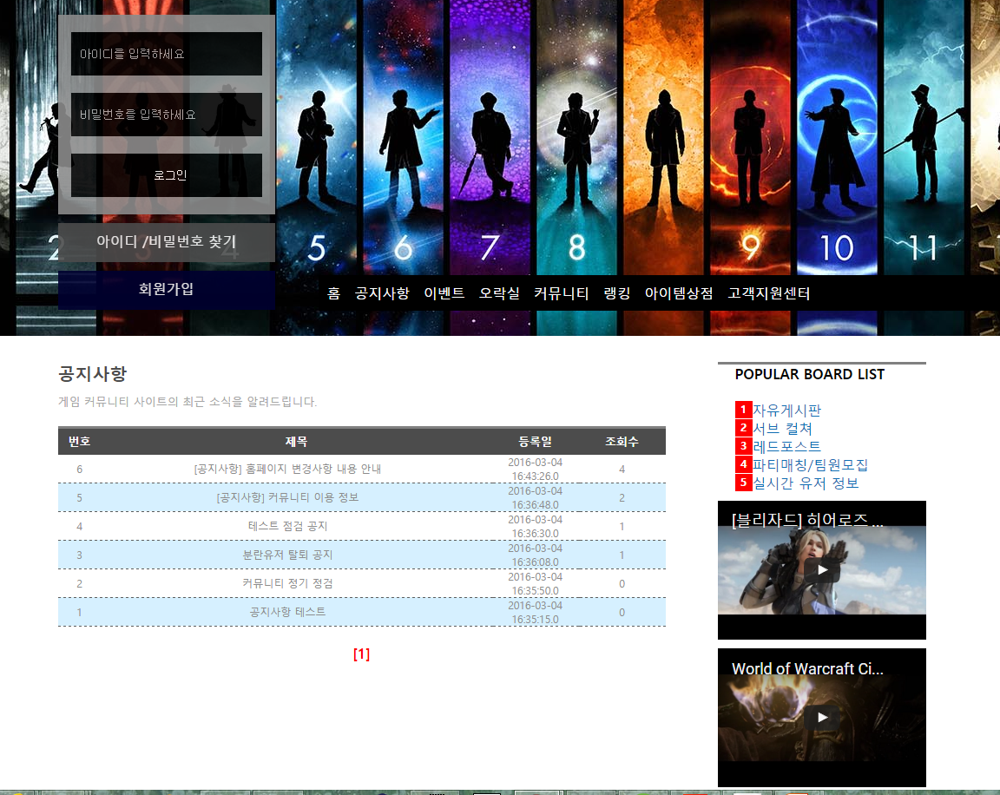 아이디를 입력하세요
비밀번호를 입력하세요
로그인
2 3 4 5 6 7 8 9 10 11
아이디 /비밀번호 찾기
회원가입
홈 공지사항 이벤트 오락실 커뮤니티 랭킹 아이템상점 고객지원센터
공지사항
게임 커뮤니티 사이트의 최근 소식을 알려드립니다.
번호 제목 등록일 조회수
6 [공지사항] 홈페이지 변경사항 내용 안내 2016-03-04 4
16:43:26.0
5 [공지사항] 커뮤니티 이용 정보 2016-03-04 2
16:36:48.0
4 테스트 점검 공지 2016-03-04 1
16:36:30.0
3 분란유저 탈퇴 공지 2016-03-04 1
16:36:08.0
2 커뮤니티 정기 정검 2016-03-04 0
16:35:50.0
1 공지사항 테스트 2016-03-04 0
16:35:15.0
[1]
POPULAR BOARD LIST
1 자유게시판
2 서브 컬쳐
3 레드포스트
4 파티매칭/팀원모집
5 실시간 유저 정보
[블리자드] 히어로즈 ...
World of Warcraft Ci...